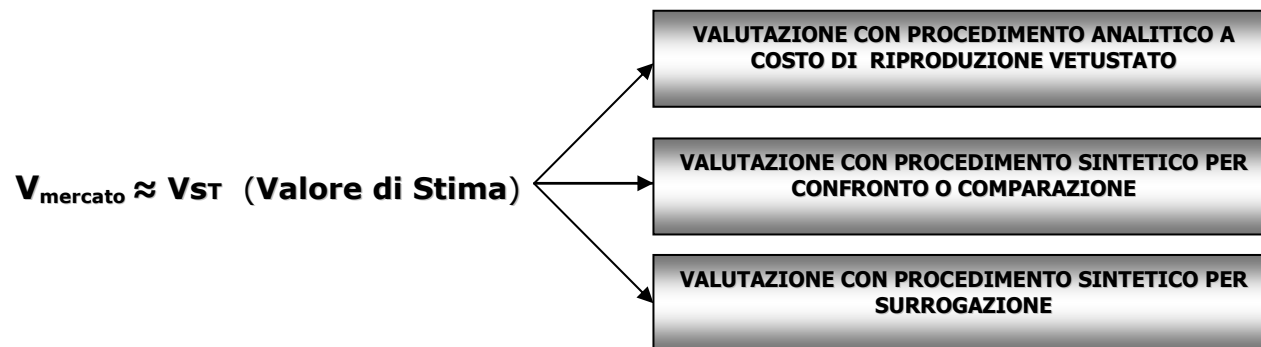 VALUTAZIONE CON PROCEDIMENTO ANALITICO A
COSTO DI RIPRODUZIONE VETUSTATO
VALUTAZIONE CON PROCEDIMENTO SINTETICO PER
CONFRONTO O COMPARAZIONE
Vmercato ≈ VST (Valore di Stima)
VALUTAZIONE CON PROCEDIMENTO SINTETICO PER
SURROGAZIONE